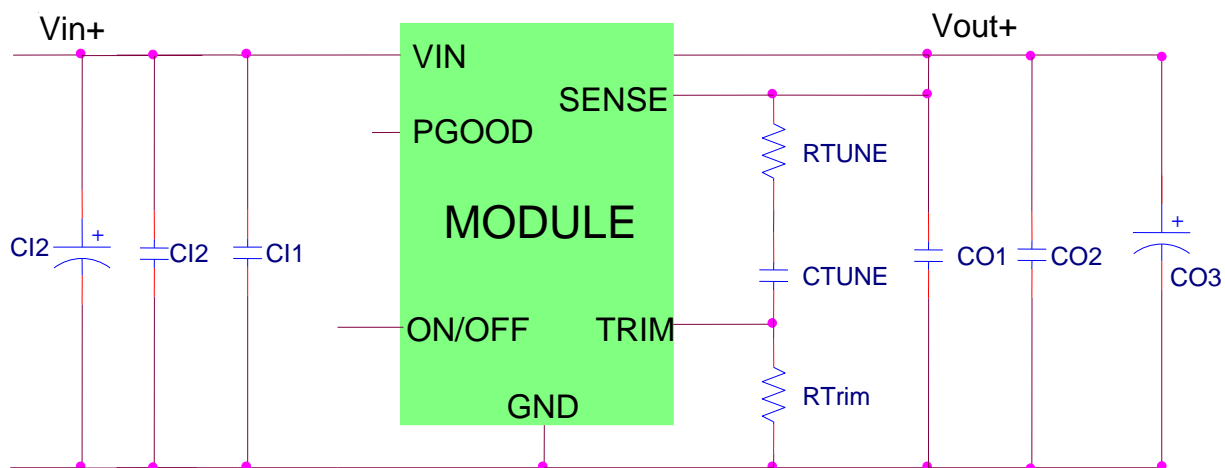 Vin+
Vout+
VIN
SENSE
PGOOD
RTUNE
MODULE
CI2
+
CI2
CI1
CTUNE
CO1
CO2
+
CO3
ON/OFF
TRIM
RTrim
GND